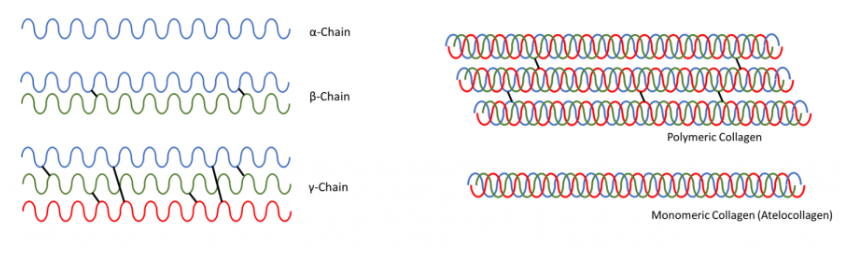 α-Chain
β-Chain
γ-Chain
Polymeric Collagen
Monomeric Collagen (Atelocollagen)